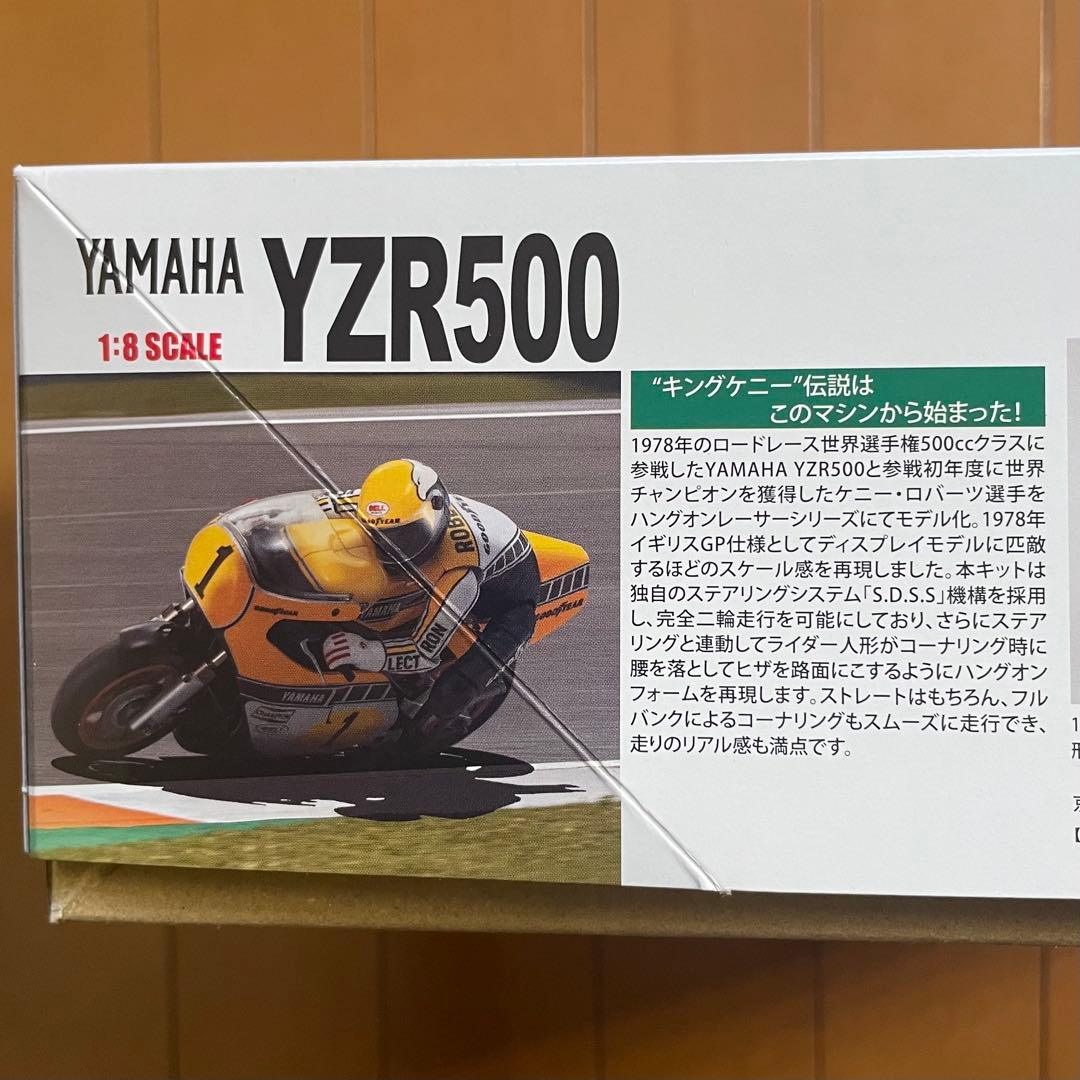 YAMAHA YZR500
1:8 SCALE
“キングケニー”伝説は
このマシンから始まった!
1978年のロードレース世界選手権500ccクラスに
参戦したYAMAHA YZR500と参戦初年度に世界
チャンピオンを獲得したケニー・ロバーツ選手を
ハングオンレーサーシリーズにてモデル化。1978年
イギリスGP仕様としてディスプレイモデルに匹敵
するほどのスケール感を再現しました。本キットは
独自のステアリングシステム「S.D.S.S」機構を採用
し、完全二輪走行を可能にしており、さらにステア
リングと連動してライダー人形がコーナリング時に
腰を落としてヒザを路面にこするようにハングオン
フォームを再現します。ストレートはもちろん、フル
バンクによるコーナリングもスムーズに走行でき、
走りのリアル感も満点です。
BELL
GOODYEAR
ROBE
GOODY
1
GOODYEAR
YAMAHA
GOODYEAR
LECTRON
YAMAHA
CHAMPION
1
1
形